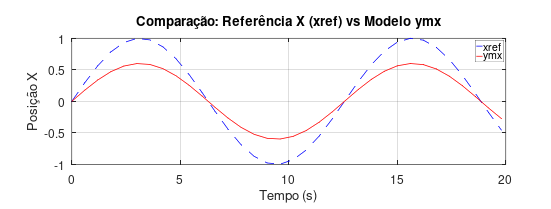 Comparação: Referência X (xref) vs Modelo ymx
1
0.5
0
-0.5
-1
Posição X
xref
ymx
0 5 10 15 20
Tempo (s)